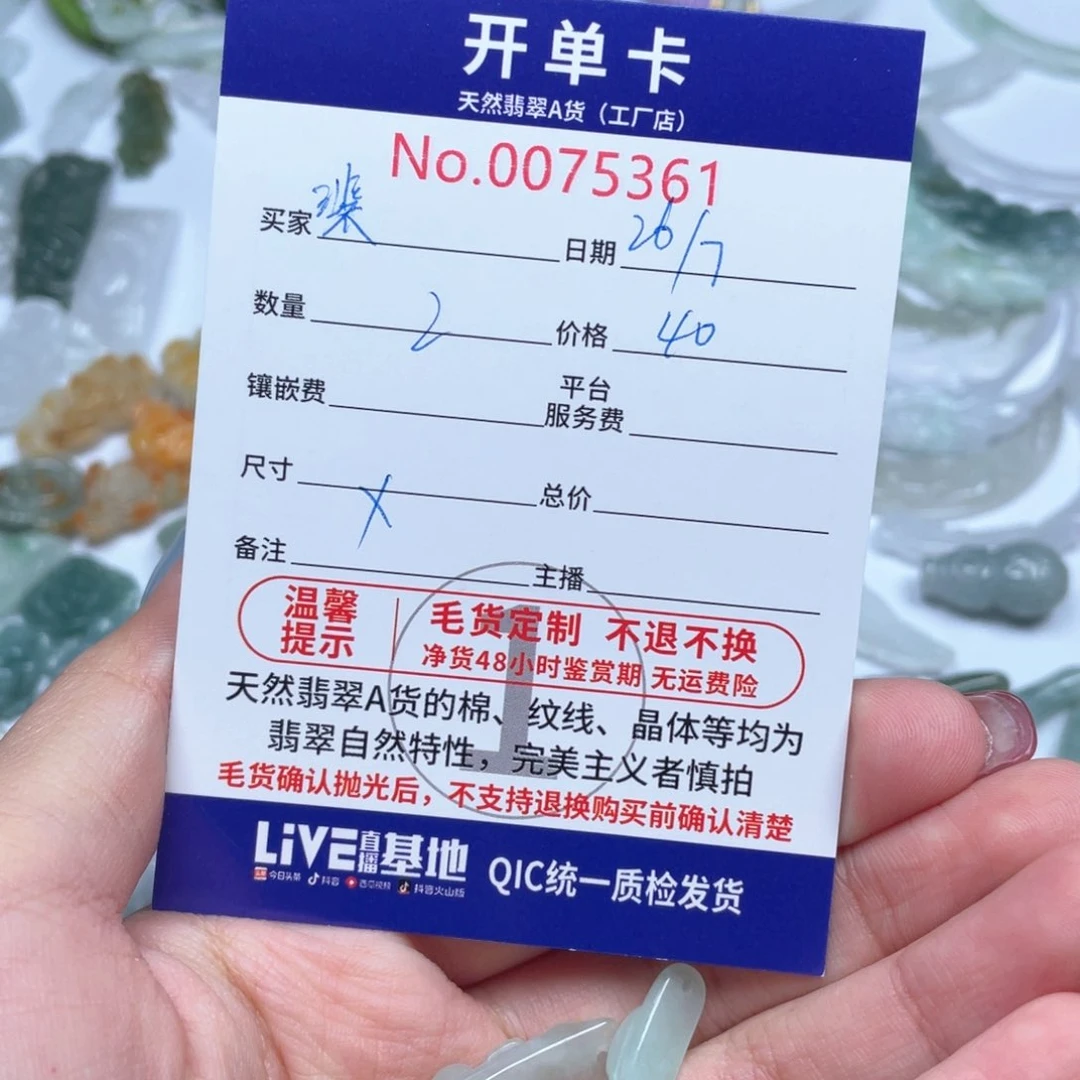 开单卡
天然翡翠A货（工厂店）
No.0075361
买家 日期 26/7
数量 2 价格 40
镶嵌费 平台服务费
尺寸 X 总价
备注 主播
温馨提示 毛货定制 不退不换
净货48小时鉴赏期 无运费险
1
天然翡翠A货的棉、纹线、晶体等均为
翡翠自然特性，完美主义者慎拍
毛货确认抛光后，不支持退换购买前确认清楚
LiVE直播基地 QIC统一质检发货
头条 今日头条 抖音 西瓜视频 抖音火山版